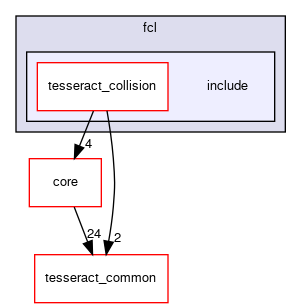 fcl
tesseract_collision
include
4
core
24
2
tesseract_common